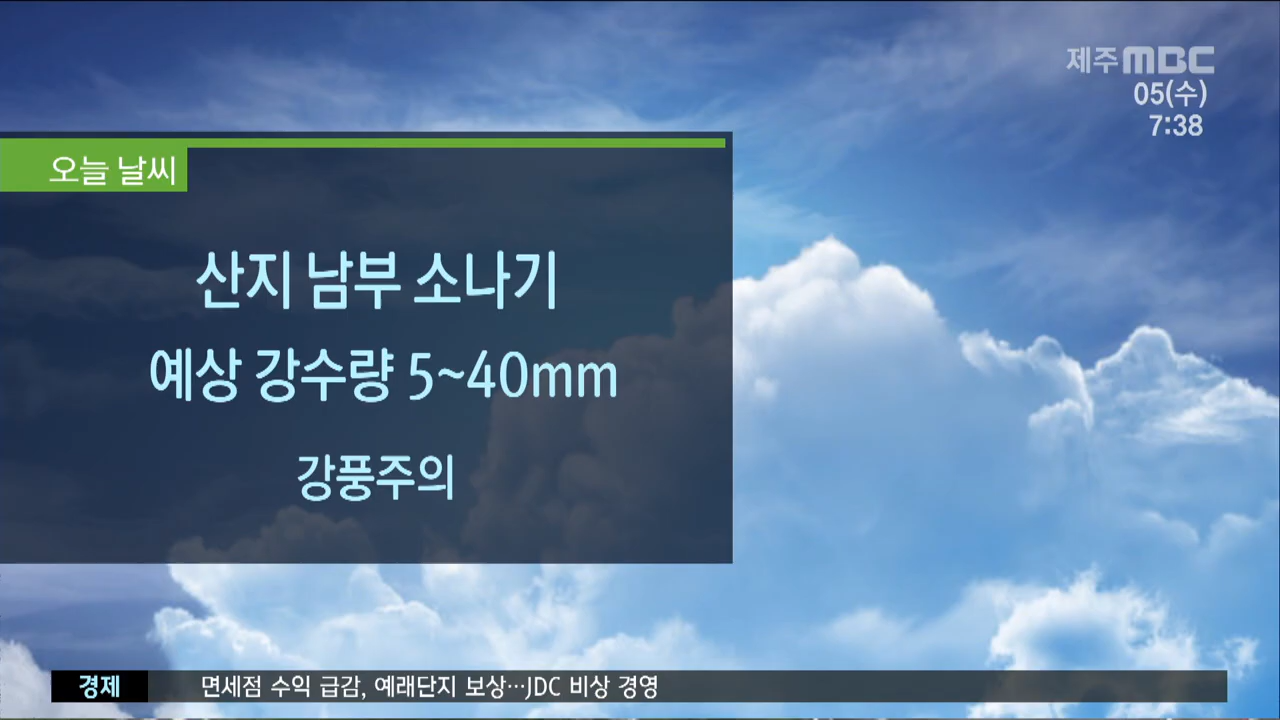 제주MBC
05(수)
7:38
오늘 날씨
산지 남부 소나기
예상 강수량 5~40mm
강풍주의
경제 면세점 수익 급감, 예래단지 보상…JDC 비상 경영